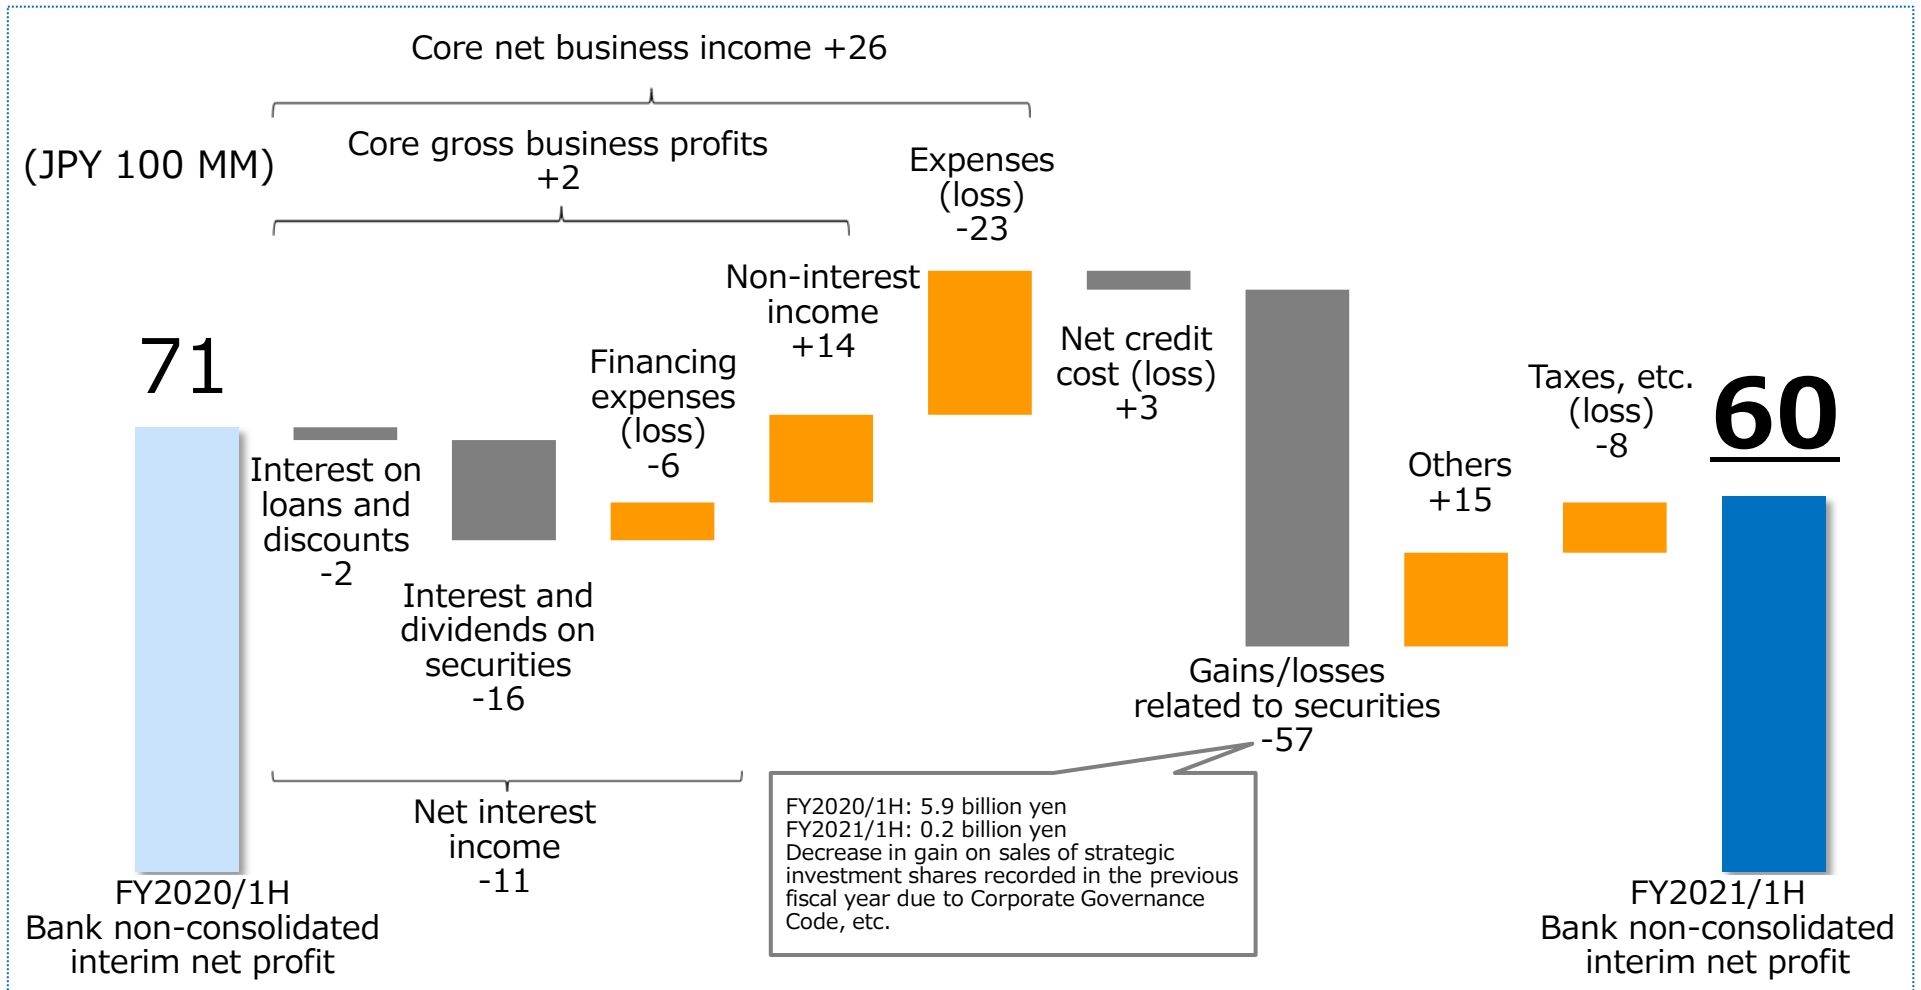 Core net business income +26
(JPY 100 MM)
Core gross business profits
+2
Expenses
(loss)
-23
Non-interest
income
+14
Financing
expenses
(loss)
-6
71
Interest on
loans and
discounts
-2
Interest and
dividends on
securities
-16
Net credit
cost (loss)
+3
Gains/losses
related to securities
-57
Others
+15
Taxes, etc.
(loss)
-8
60
Net interest
income
-11
FY2020/1H: 5.9 billion yen
FY2021/1H: 0.2 billion yen
Decrease in gain on sales of strategic
investment shares recorded in the previous
fiscal year due to Corporate Governance
Code, etc.
FY2020/1H
Bank non-consolidated
interim net profit
FY2021/1H
Bank non-consolidated
interim net profit